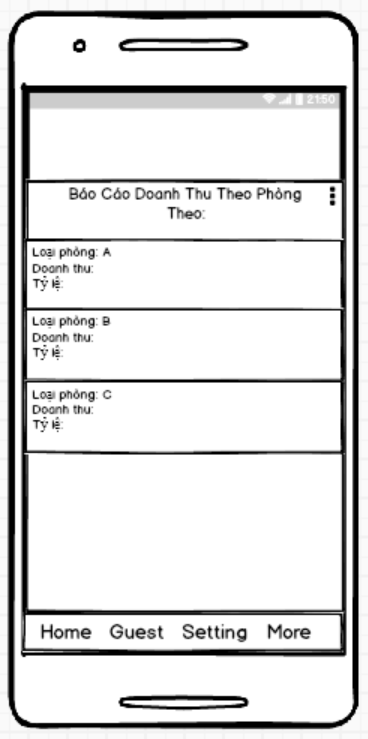 21:50
Báo Cáo Doanh Thu Theo Phòng
Theo:
Loại phòng: A
Doanh thu:
Tỷ lệ:
Loại phòng: B
Doanh thu:
Tỷ lệ:
Loại phòng: C
Doanh thu:
Tỷ lệ:
Home Guest Setting More